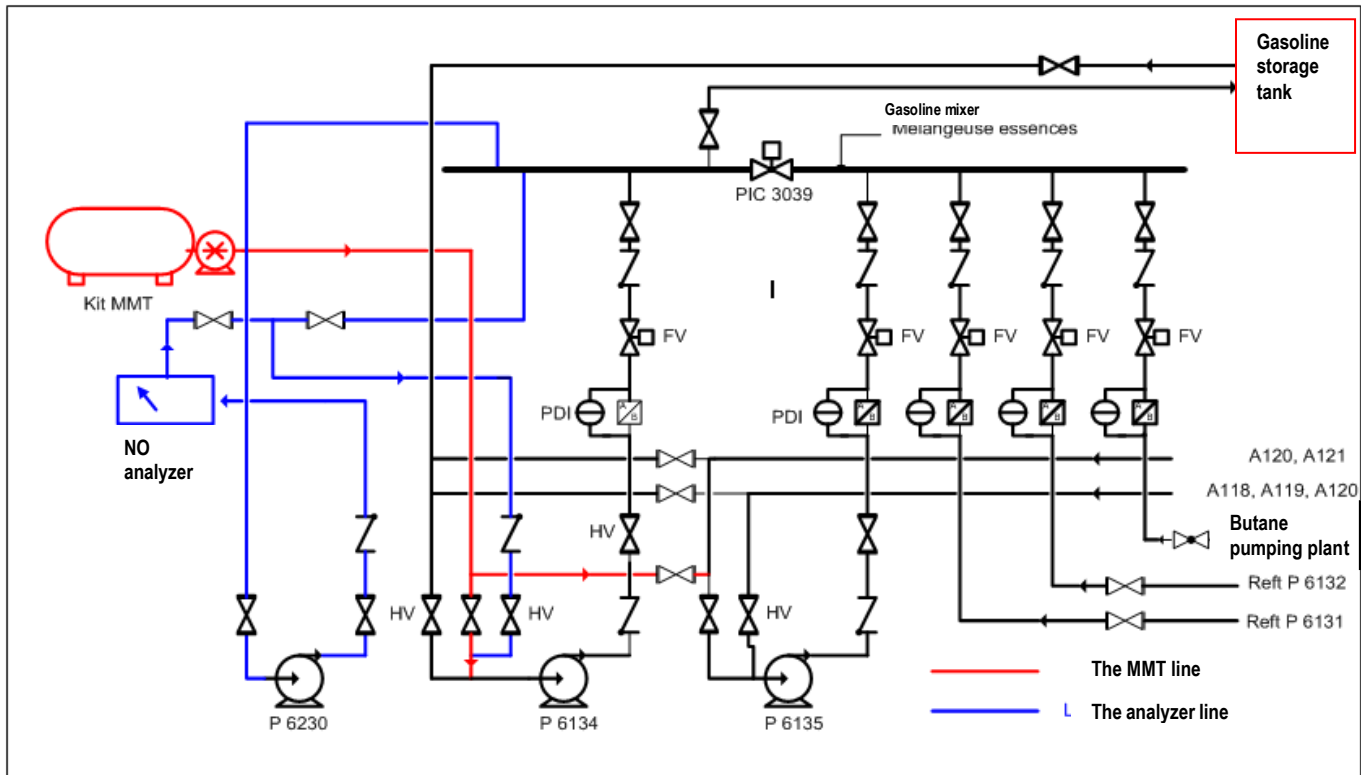 Gasoline
storage
tank
Gasoline mixer
Melangeuse essences
PIC 3039
Kit MMT
FV
FV
FV
FV
FV
A
B
A
B
A
B
A
B
A
B
PDI
PDI
NO
analyzer
A120, A121
A118, A119, A120
HV
Butane
pumping plant
Reft P 6132
HV
HV
HV
Reft P 6131
The MMT line
L The analyzer line
P 6230
P 6134
P 6135